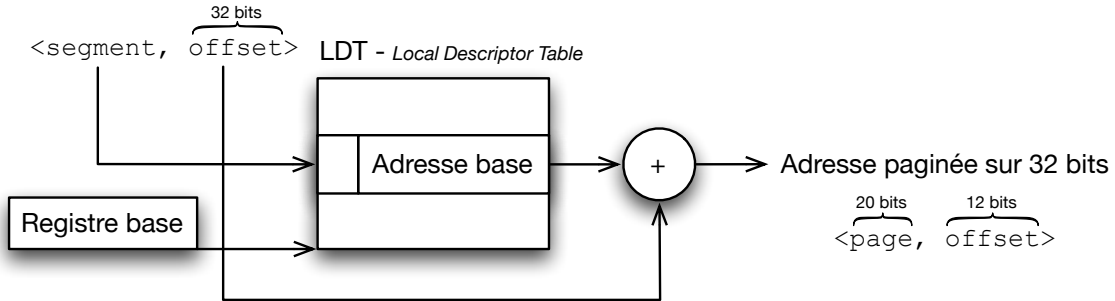 32 bits
<segment, offset>
LDT - Local Descriptor Table
Adresse base
+
Adresse paginée sur 32 bits
Registre base
20 bits
12 bits
<page, offset>